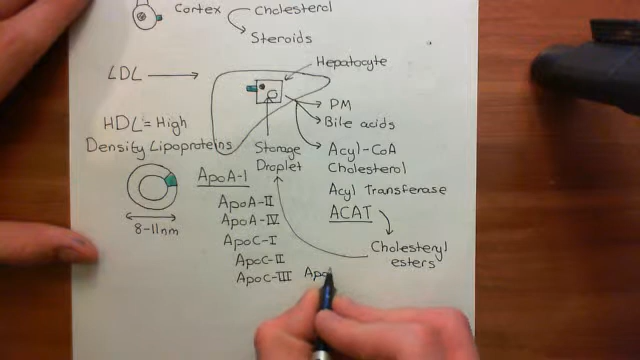 Cortex
Cholesterol
Steroids
LDL
Hepatocyte
PM
Bile acids
HDL = High
Density Lipoproteins
Storage
Droplet
Acyl-CoA
Cholesterol
Acyl Transferase
ACAT
Cholesteryl
esters
8-11nm
ApoA-I
ApoA-II
ApoA-IV
ApoC-I
ApoC-II
ApoC-III
Apo